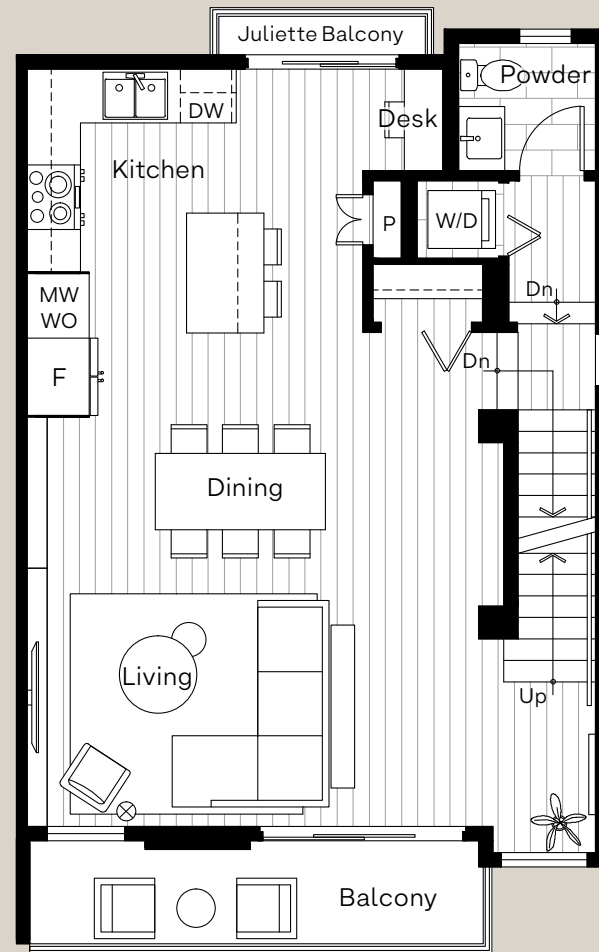 Juliette Balcony
Powder
DW
Desk
Kitchen
P
W/D
MW
WO
Dn
F
Dn
Dining
Living
Up
Balcony